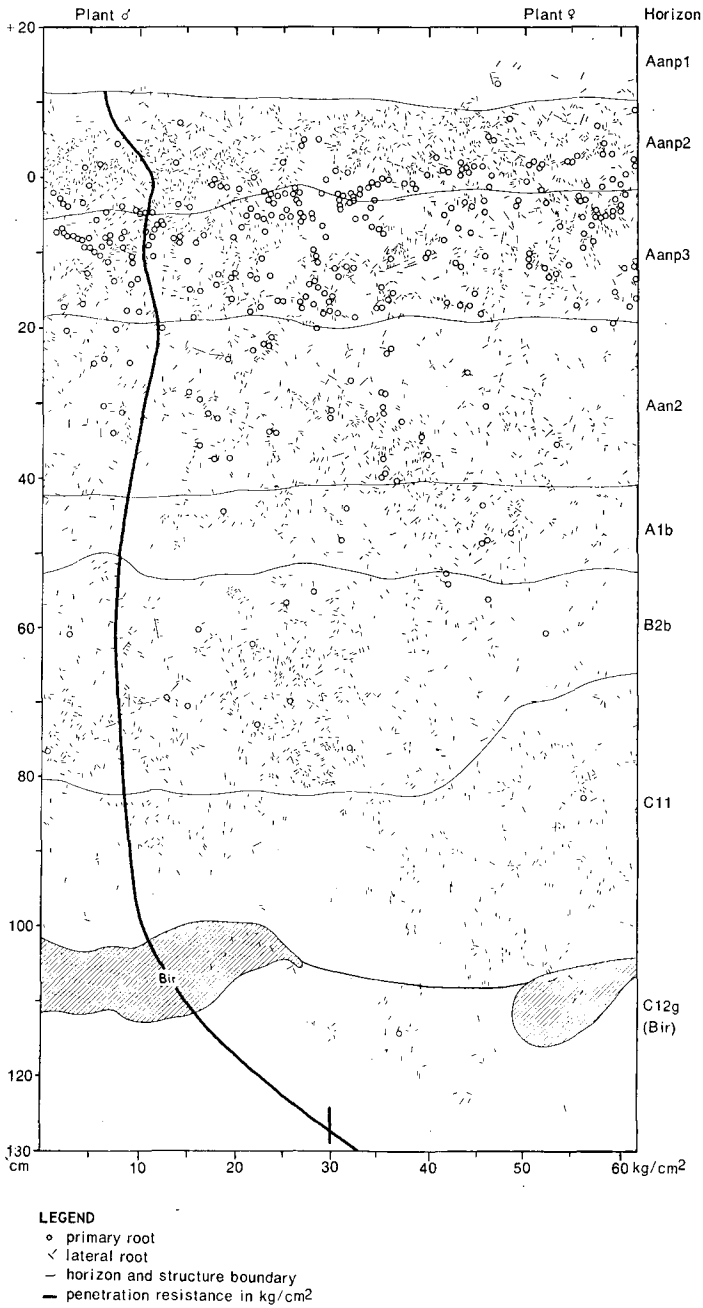 Plant ♂ Plant ♀ Horizon
+20
Aanp1
Aanp2
0
Aanp3
20
Aan2
40
A1b
B2b
60
80
C11
100
Bir
C12g
(Bir)
120
130
cm 0 10 20 30 40 50 60 kg/cm²
LEGEND
primary root
lateral root
horizon and structure boundary
penetration resistance in kg/cm²